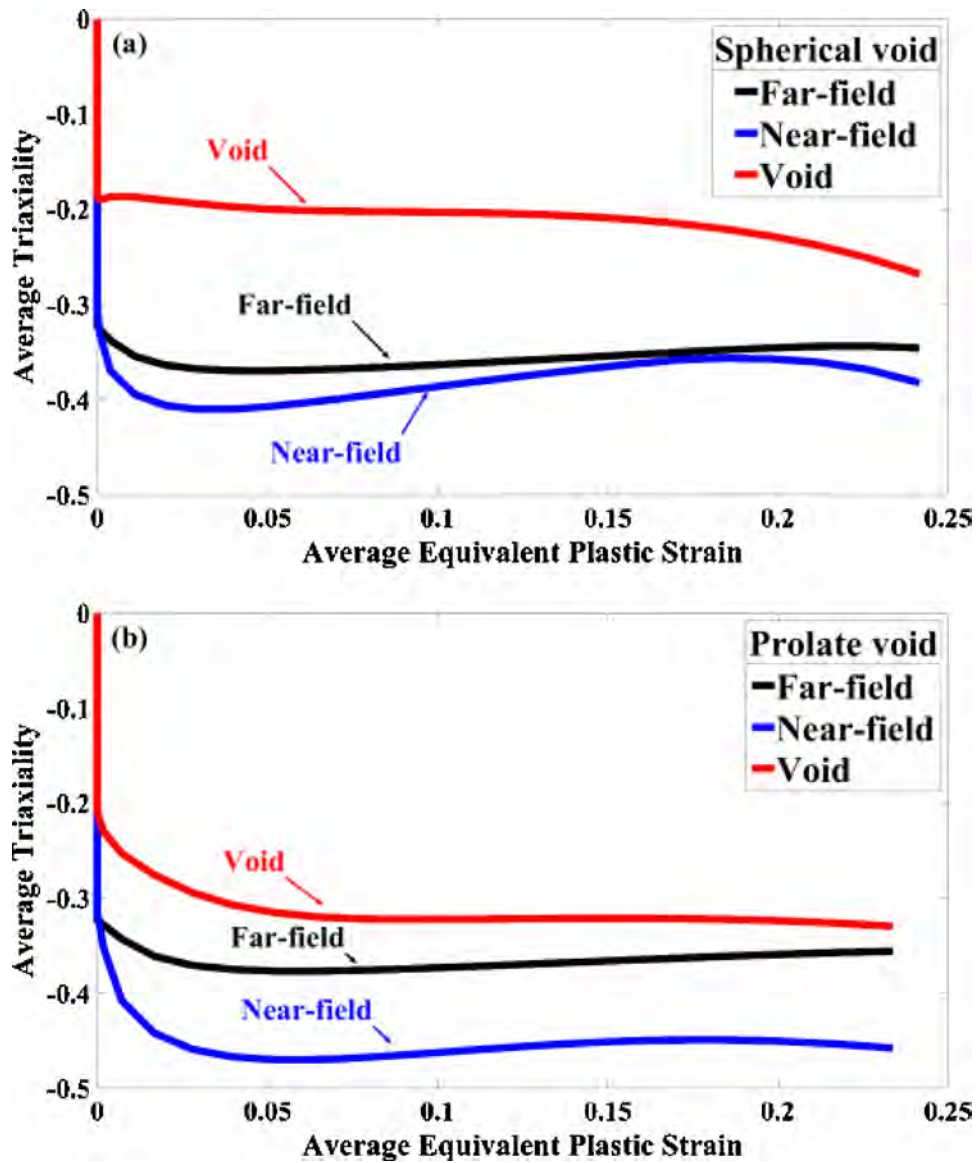 (a)
Spherical void
Far-field
Near-field
Void
Void
Far-field
Near-field
0
-0.1
-0.2
-0.3
-0.4
-0.5
Average Triaxiality
0
0.05
0.1
0.15
0.2
0.25
Average Equivalent Plastic Strain
(b)
Prolate void
Far-field
Near-field
Void
Void
Far-field
Near-field
0
-0.1
-0.2
-0.3
-0.4
-0.5
Average Triaxiality
0
0.05
0.1
0.15
0.2
0.25
Average Equivalent Plastic Strain